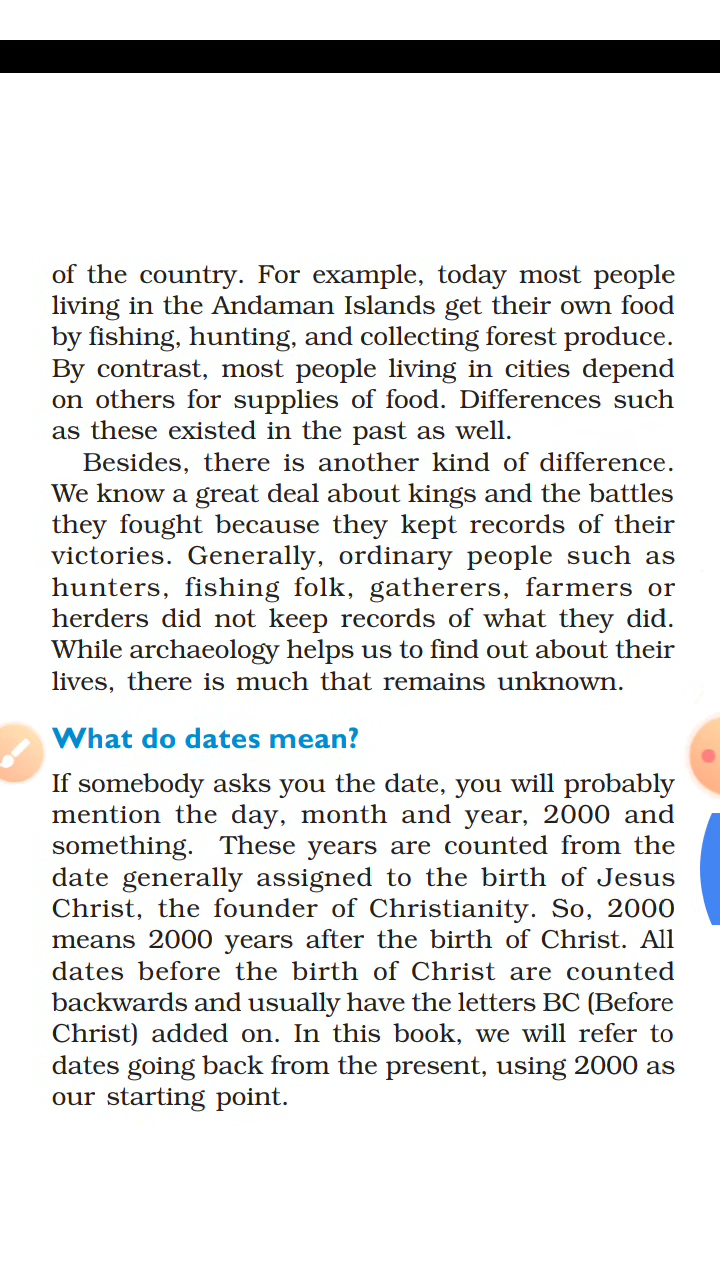 of the country. For example, today most people
living in the Andaman Islands get their own food
by fishing, hunting, and collecting forest produce.
By contrast, most people living in cities depend
on others for supplies of food. Differences such
as these existed in the past as well.
Besides, there is another kind of difference.
We know a great deal about kings and the battles
they fought because they kept records of their
victories. Generally, ordinary people such as
hunters, fishing folk, gatherers, farmers or
herders did not keep records of what they did.
While archaeology helps us to find out about their
lives, there is much that remains unknown.
What do dates mean?
If somebody asks you the date, you will probably
mention the day, month and year, 2000 and
something. These years are counted from the
date generally assigned to the birth of Jesus
Christ, the founder of Christianity. So, 2000
means 2000 years after the birth of Christ. All
dates before the birth of Christ are counted
backwards and usually have the letters BC (Before
Christ) added on. In this book, we will refer to
dates going back from the present, using 2000 as
our starting point.